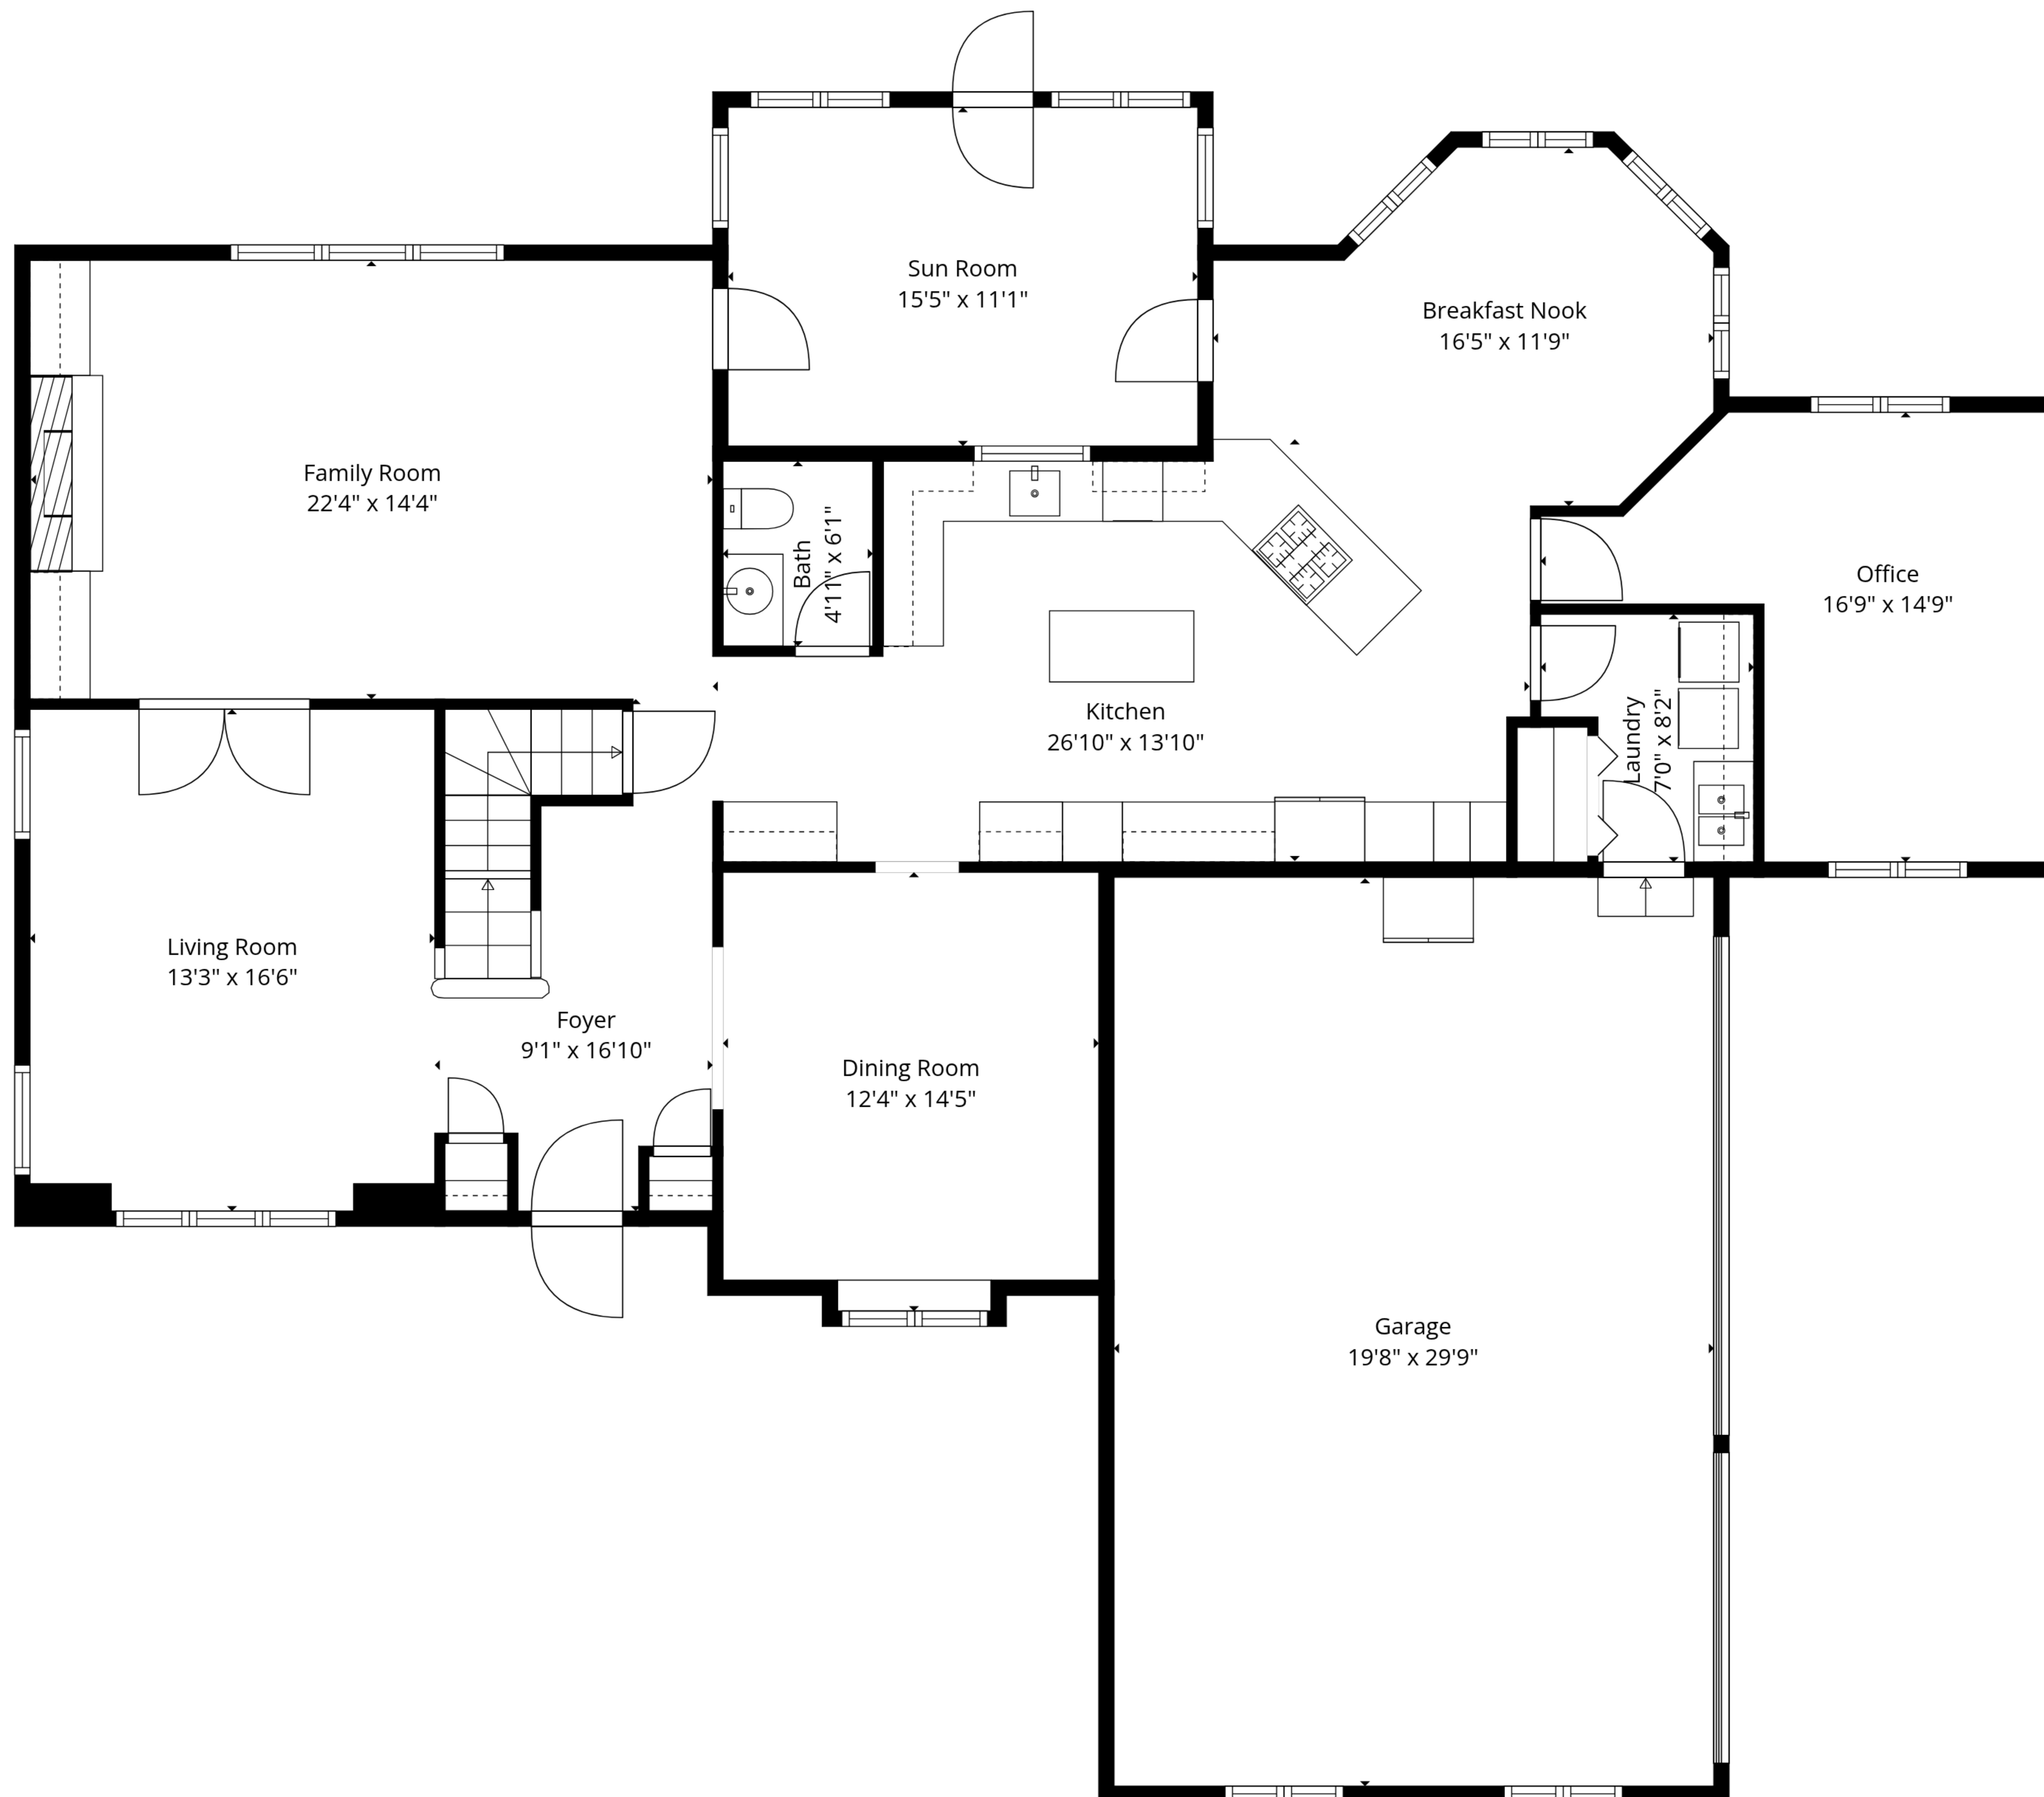 Sun Room
15'5" x 11'1"
Breakfast Nook
16'5" x 11'9"
Family Room
22'4" x 14'4"
Bath
4'11" x 6'1"
Office
16'9" x 14'9"
Kitchen
26'10" x 13'10"
Laundry
7'0" x 8'2"
Living Room
13'3" x 16'6"
Foyer
9'1" x 16'10"
Dining Room
12'4" x 14'5"
Garage
19'8" x 29'9"